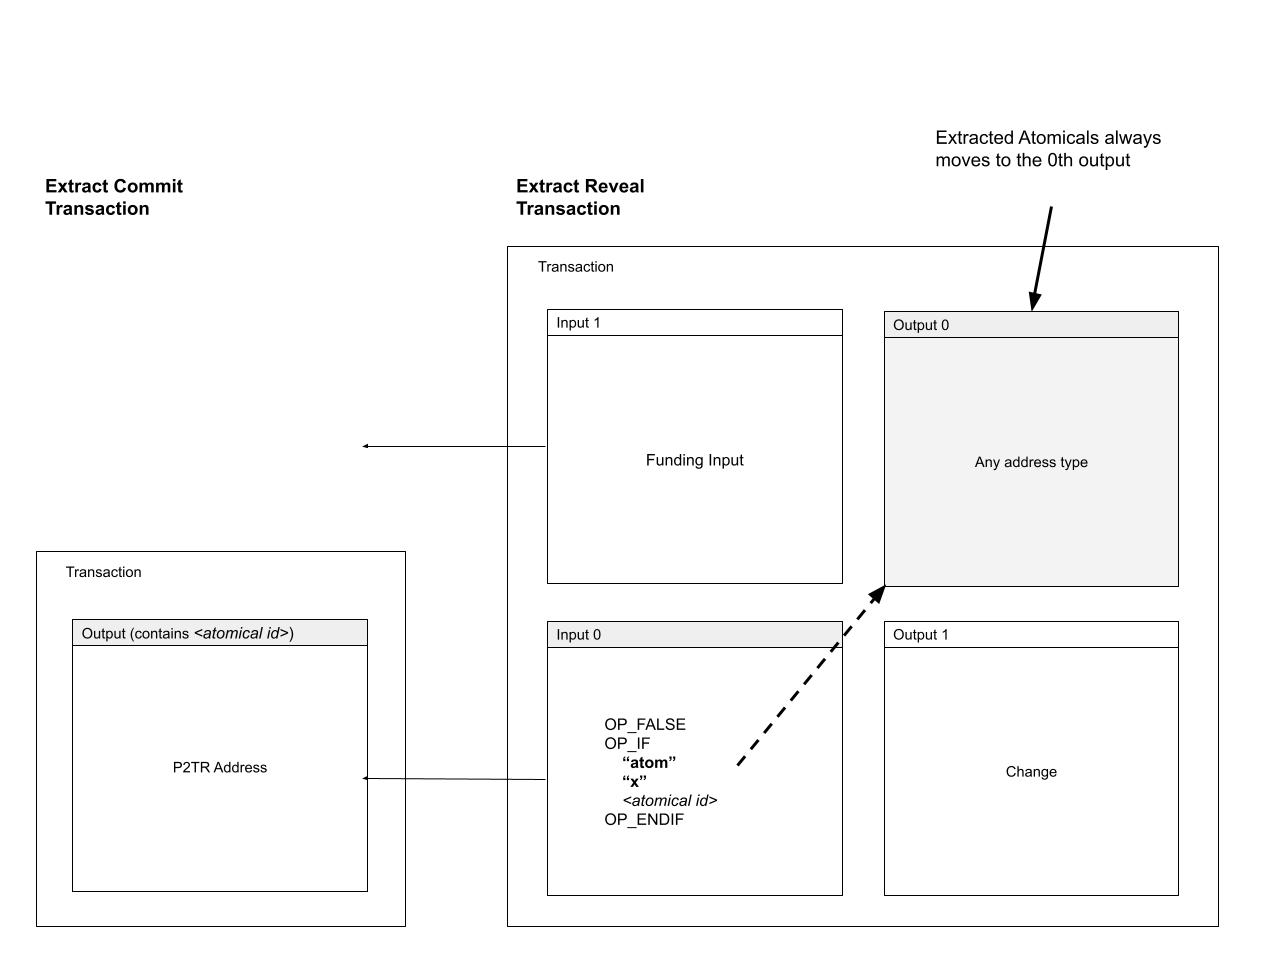 Extracted Atomicals always
moves to the 0th output
Extract Commit
Transaction
Extract Reveal
Transaction
Transaction
Input 1
Funding Input
Output 0
Any address type
Transaction
Output (contains <atomical id>)
P2TR Address
Input 0
OP_FALSE
OP_IF
“atom”
“x”
<atomical id>
OP_ENDIF
Output 1
Change